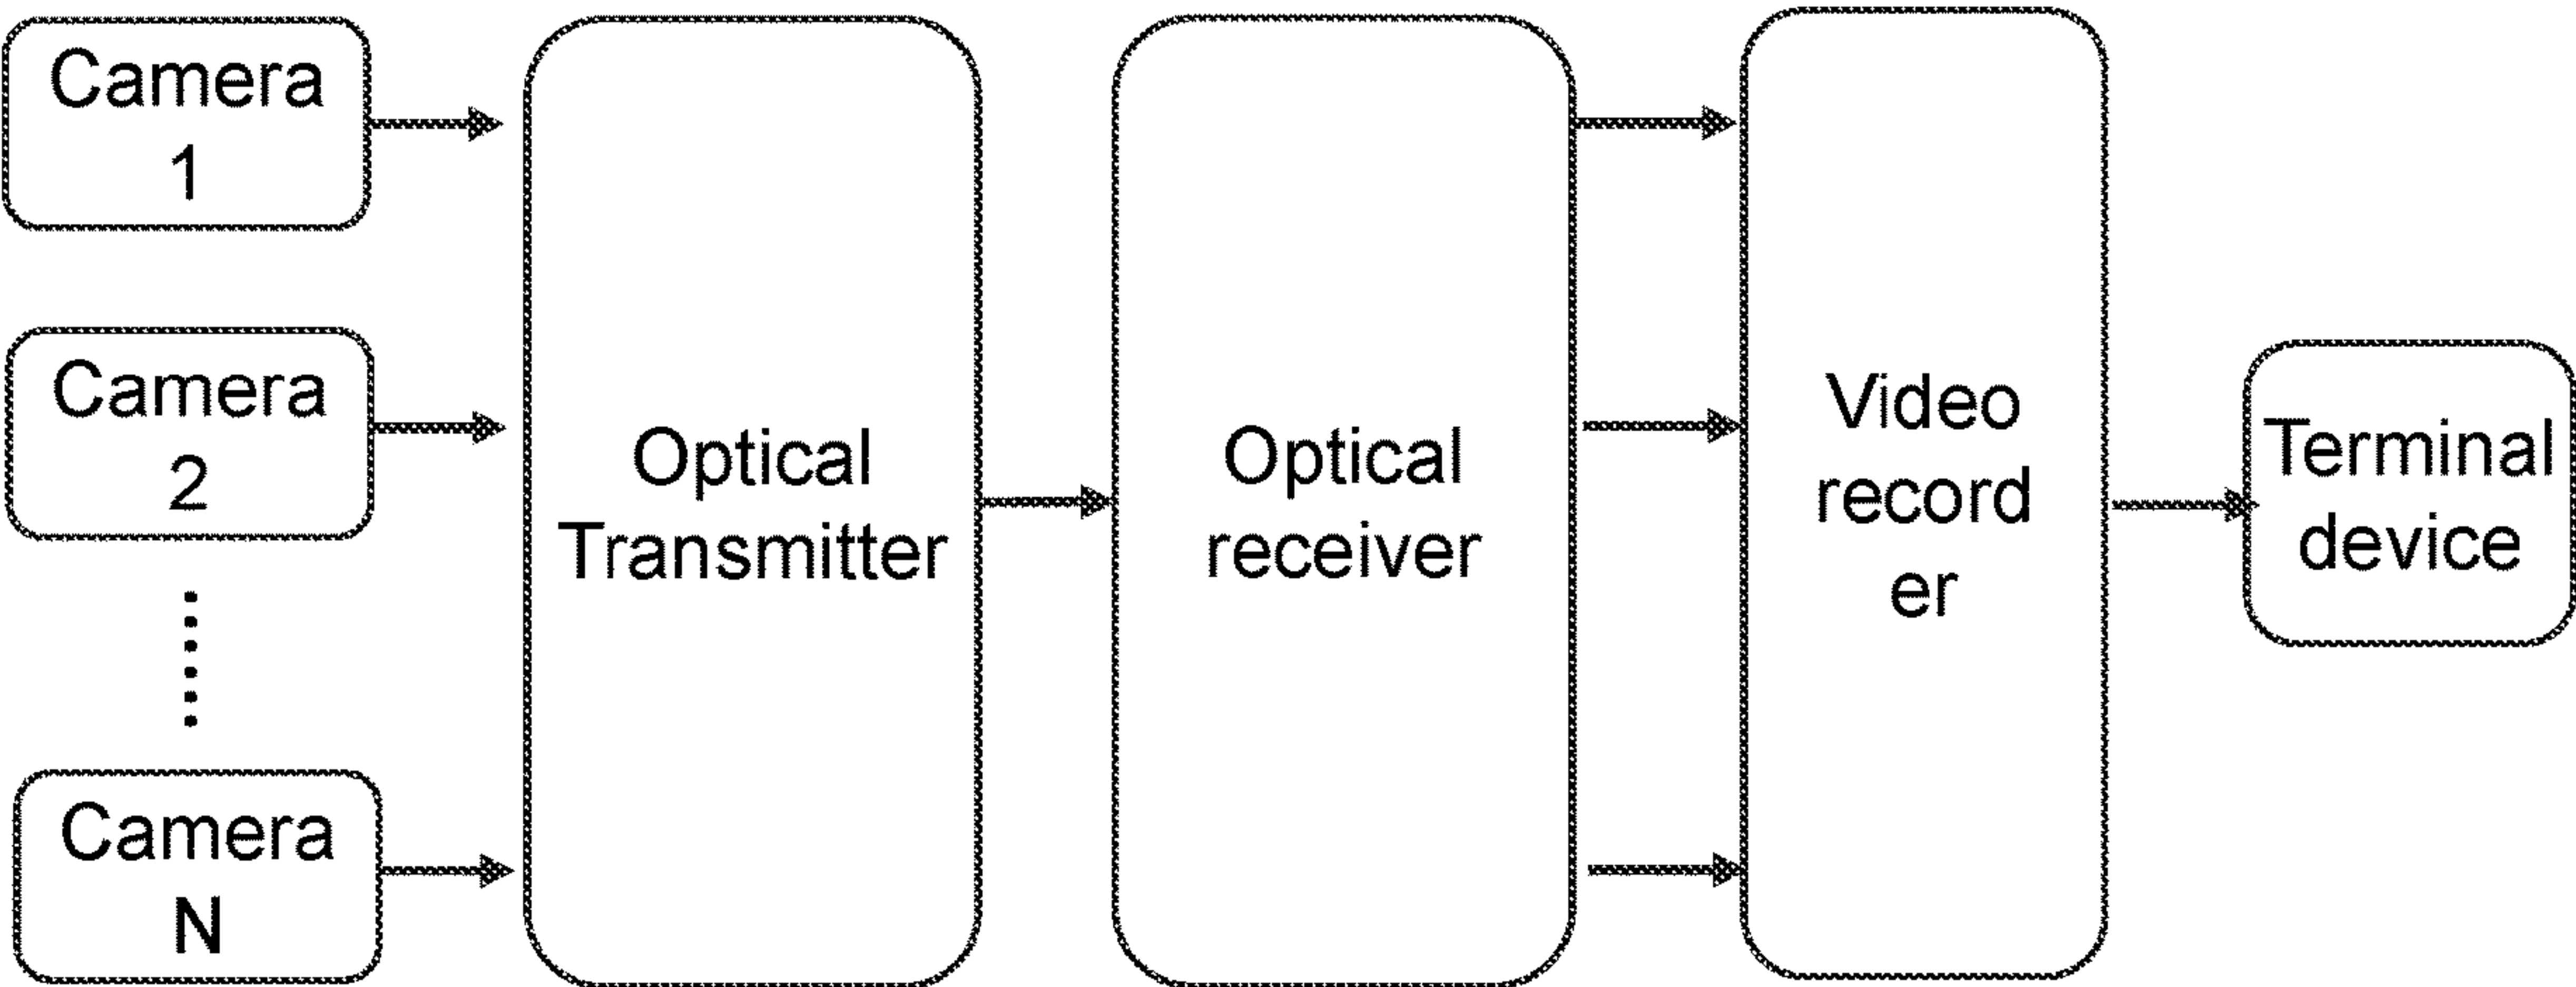 Camera
1
Camera
2
Camera
N
Optical
Transmitter
Optical
receiver
Video
record
er
Terminal
device